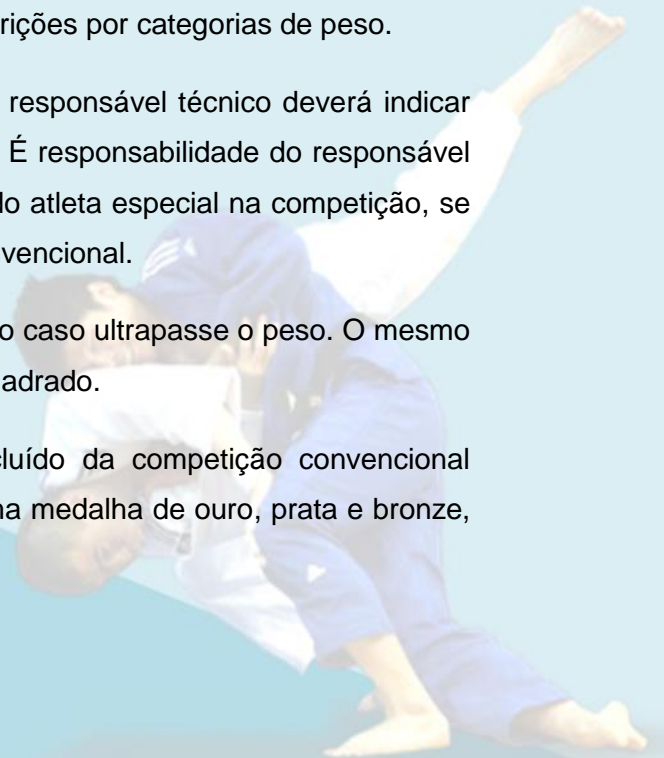 rições por categorias de peso.
responsável técnico deverá indicar
É responsabilidade do responsável
do atleta especial na competição, se
vencional.
o caso ultrapasse o peso. O mesmo
adrado.
cluído da competição convencional
na medalha de ouro, prata e bronze,